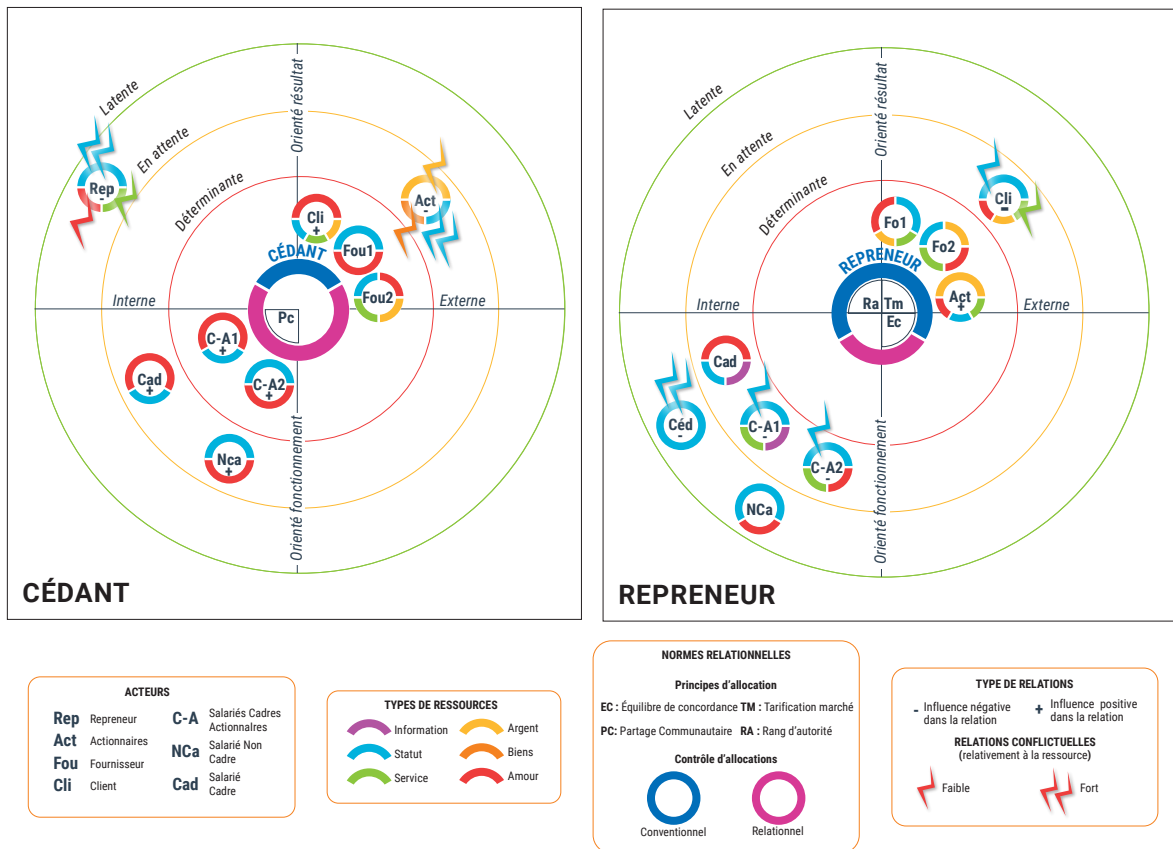 Latente
En attente
Déterminante
Orienté résultat
Rep
-
Act
-
Cli
+
CÉDANT
Fou1
Fou2
Interne
Externe
Pc
C-A1
+
Cad
+
C-A2
+
Nca
+
Orienté fonctionnement
CÉDANT
Latente
En attente
Déterminante
Orienté résultat
Cli
-
Fo1
Fo2
REPRENEUR
Act
+
Interne
Externe
Ra
Tm
Ec
Cad
Céd
-
C-A1
-
C-A2
-
NCa
Orienté fonctionnement
REPRENEUR
ACTEURS
Rep Repreneur
Act Actionnaires
Fou Fournisseur
Cli Client
C-A Salariés Cadres
Actionnalres
NCa Salarié Non
Cadre
Cad Salarié
Cadre
TYPES DE RESSOURCES
Information
Statut
Service
Argent
Biens
Amour
NORMES RELATIONNELLES
Principes d'allocation
EC : Équilibre de concordance TM : Tarification marché
PC: Partage Communautaire RA : Rang d'autorité
Contrôle d'allocations
Conventionnel
Relationnel
TYPE DE RELATIONS
- Influence négative
dans la relation
+ Influence positive
dans la relation
RELATIONS CONFLICTUELLES
(relativement à la ressource)
Faible
Fort